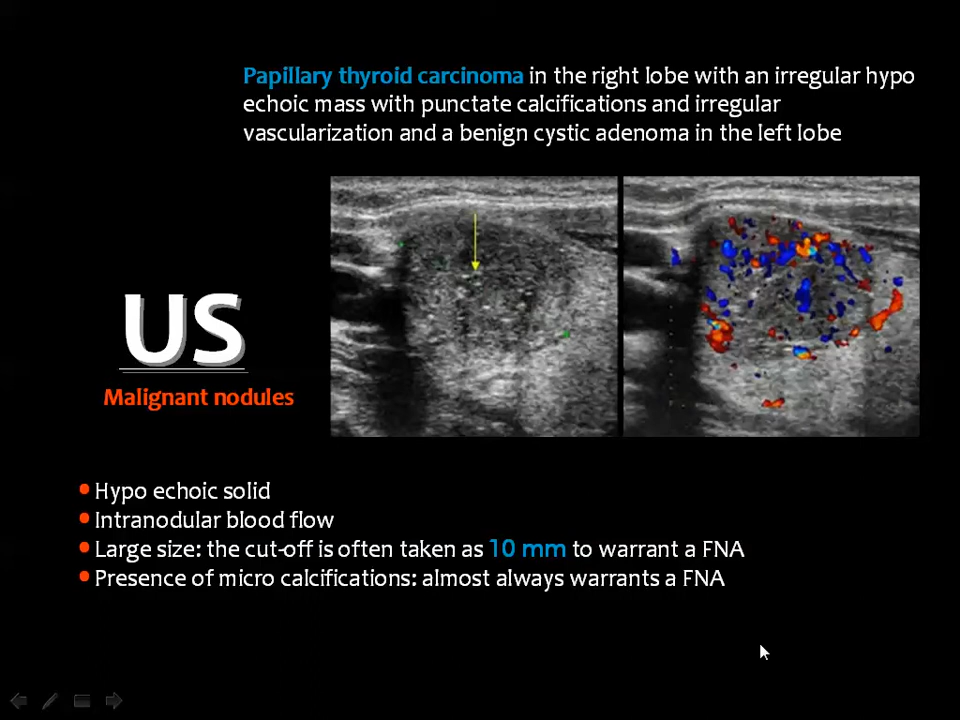 Papillary thyroid carcinoma in the right lobe with an irregular hypo
echoic mass with punctate calcifications and irregular
vascularization and a benign cystic adenoma in the left lobe
US
Malignant nodules
• Hypo echoic solid
• Intranodular blood flow
• Large size: the cut-off is often taken as 10 mm to warrant a FNA
• Presence of micro calcifications: almost always warrants a FNA